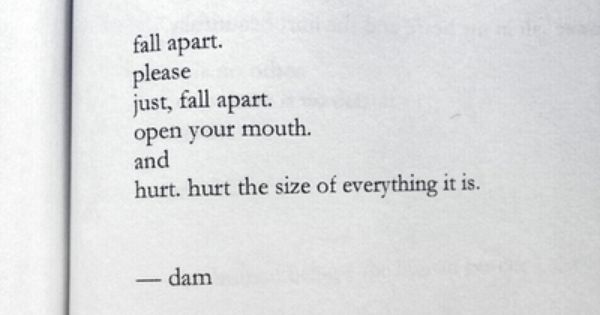 fall apart.
please
just, fall apart.
open your mouth.
and
hurt. hurt the size of everything it is.
— dam